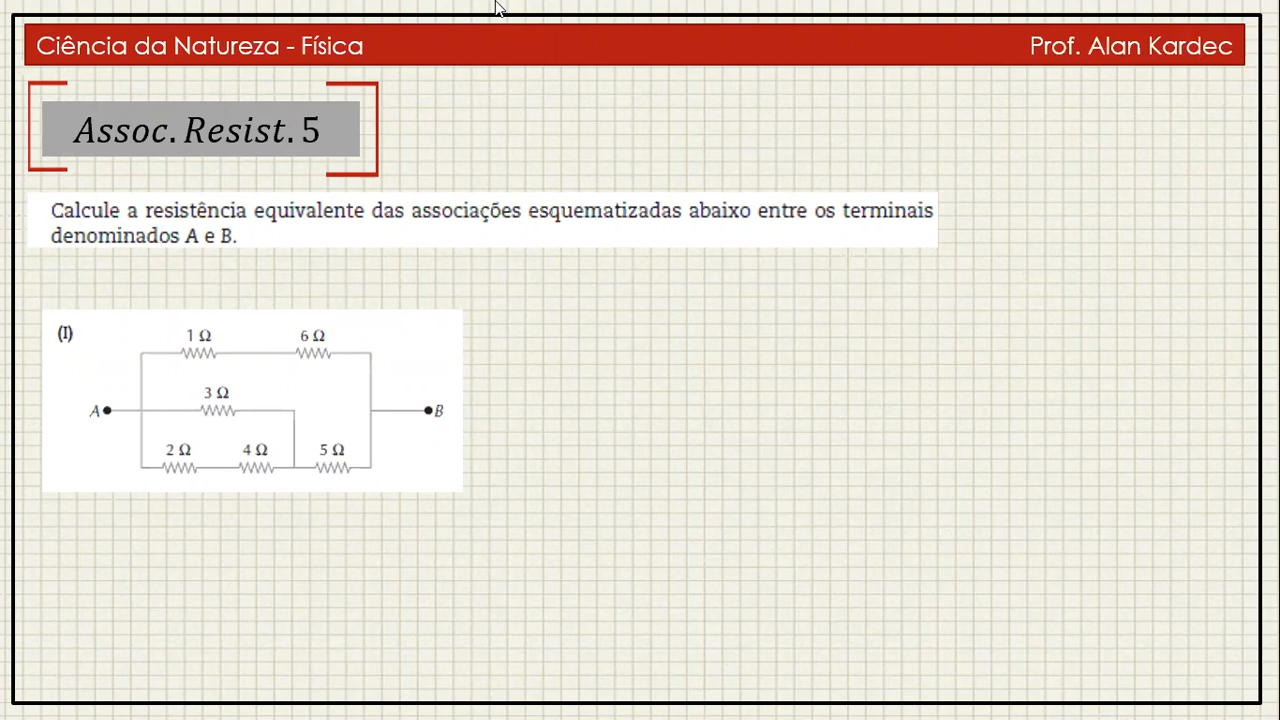 Ciência da Natureza - Física
Prof. Alan Kardec
Assoc. Resist. 5
Calcule a resistência equivalente das associações esquematizadas abaixo entre os terminais
denominados A e B.
(I)
1 Ω
6 Ω
3 Ω
A
B
2 Ω
4 Ω
5 Ω